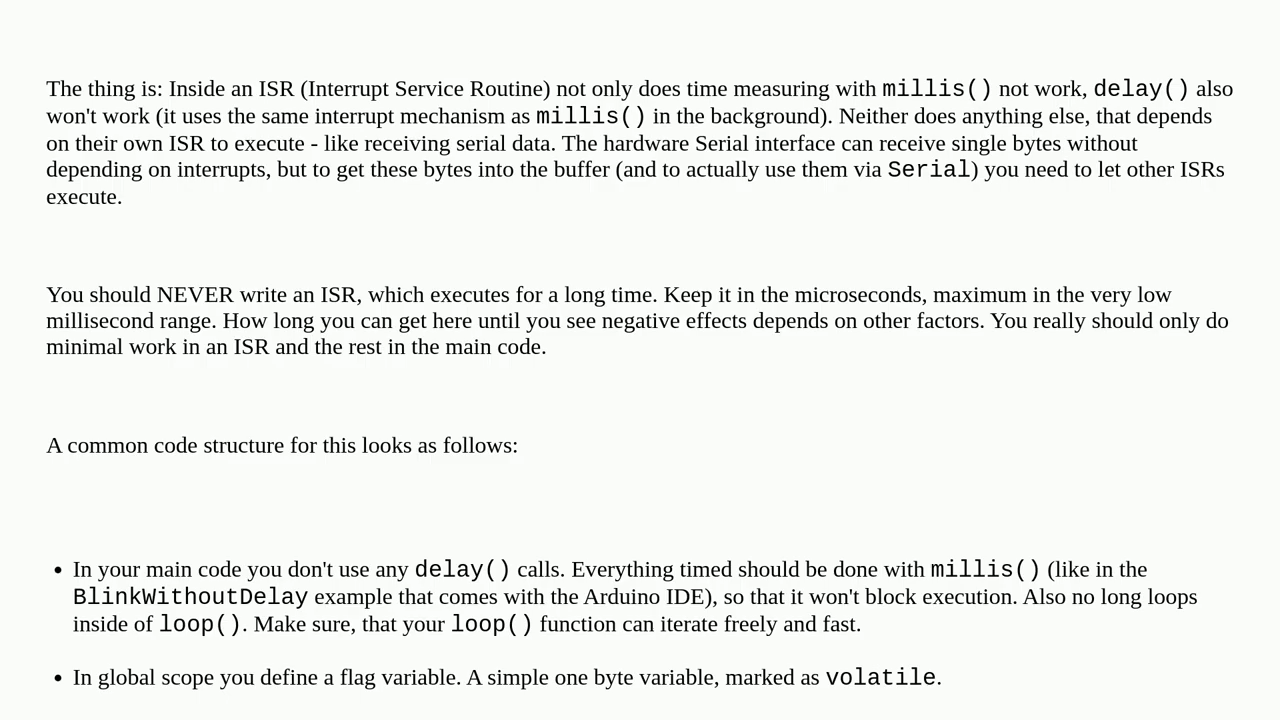 The thing is: Inside an ISR (Interrupt Service Routine) not only does time measuring with millis() not work, delay() also
won't work (it uses the same interrupt mechanism as millis() in the background). Neither does anything else, that depends
on their own ISR to execute - like receiving serial data. The hardware Serial interface can receive single bytes without
depending on interrupts, but to get these bytes into the buffer (and to actually use them via Serial) you need to let other ISRs
execute.
You should NEVER write an ISR, which executes for a long time. Keep it in the microseconds, maximum in the very low
millisecond range. How long you can get here until you see negative effects depends on other factors. You really should only do
minimal work in an ISR and the rest in the main code.
A common code structure for this looks as follows:
• In your main code you don't use any delay() calls. Everything timed should be done with millis() (like in the
BlinkWithoutDelay example that comes with the Arduino IDE), so that it won't block execution. Also no long loops
inside of loop(). Make sure, that your loop() function can iterate freely and fast.
• In global scope you define a flag variable. A simple one byte variable, marked as volatile.